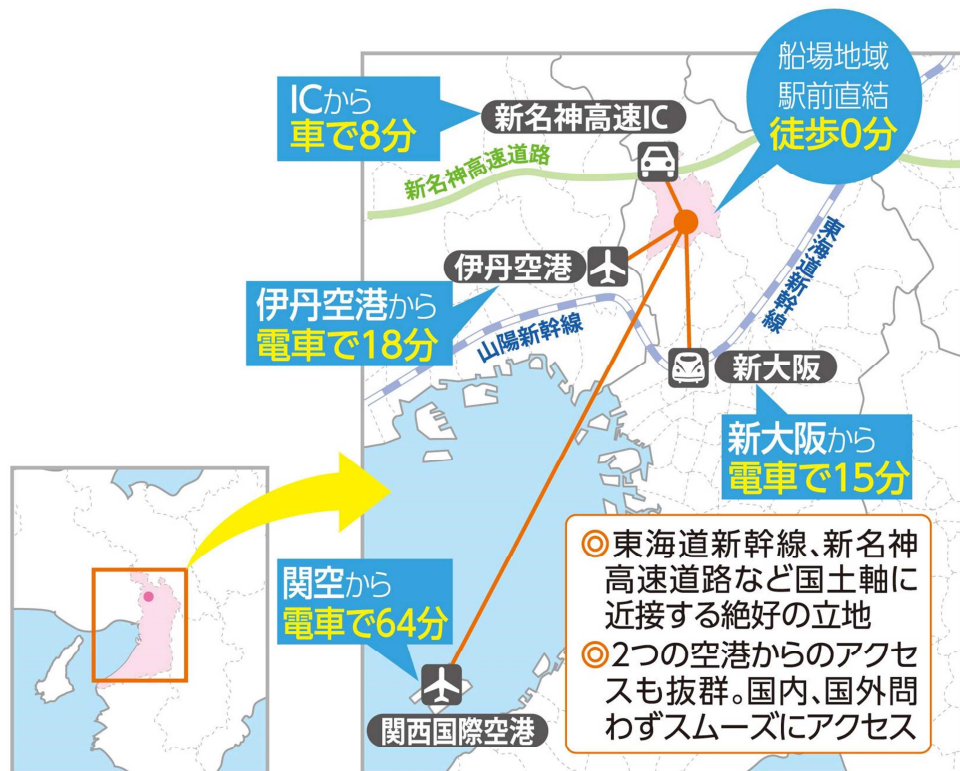 船場地域
駅前直結
徒歩0分
ICから
車で8分
新名神高速IC
新名神高速道路
東海道新幹線
伊丹空港
伊丹空港から
電車で18分
山陽新幹線
新大阪
新大阪から
電車で15分
関空から
電車で64分
関西国際空港
◎東海道新幹線、新名神
高速道路など国土軸に
近接する絶好の立地
◎2つの空港からのアクセ
スも抜群。国内、国外問
わずスムーズにアクセス